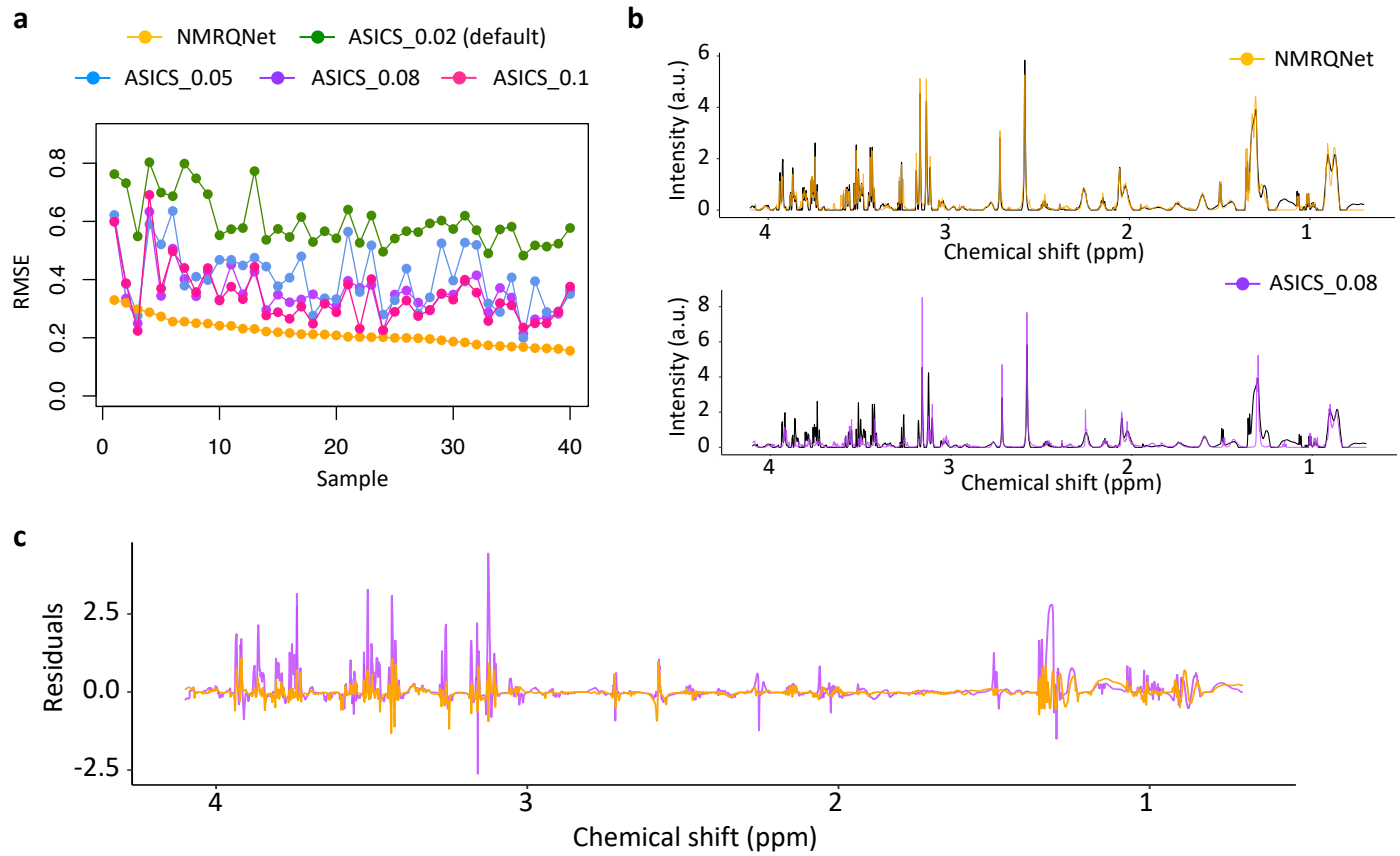 a
NMRQNet
ASICS_0.02 (default)
ASICS_0.05
ASICS_0.08
ASICS_0.1
RMSE
0.8
0.6
0.4
0.2
0.0
0
10
20
30
40
Sample
b
NMRQNet
Intensity (a.u.)
6
4
2
0
4
3
2
1
Chemical shift (ppm)
ASICS_0.08
Intensity (a.u.)
8
6
4
2
0
4
3
2
1
Chemical shift (ppm)
c
Residuals
2.5
0.0
-2.5
4
3
2
1
Chemical shift (ppm)